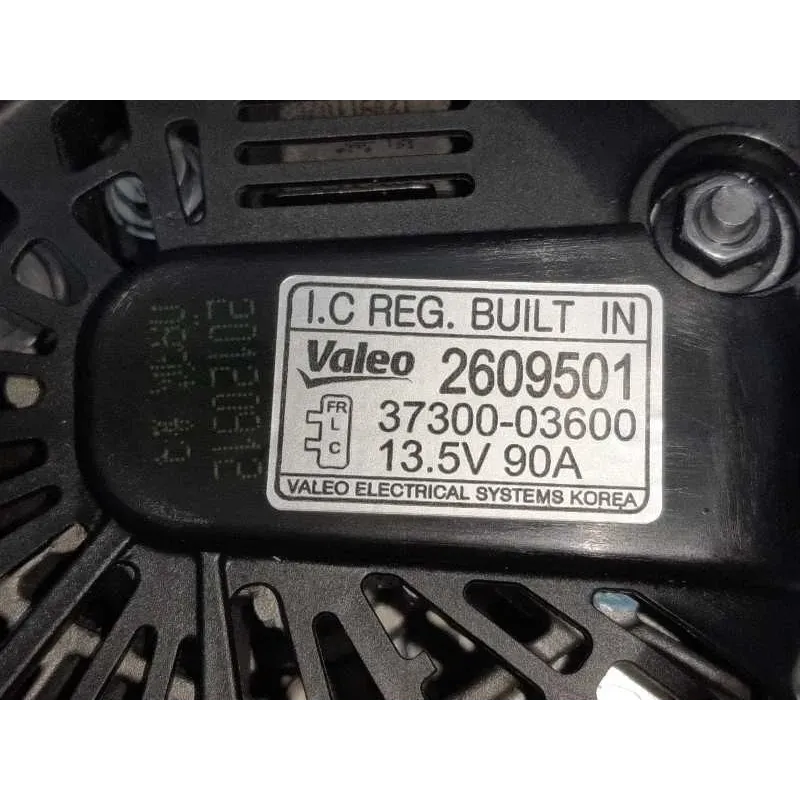 I.C REG. BUILT IN
Valeo 2609501
FR
L
C
37300-03600
13.5V 90A
VALEO ELECTRICAL SYSTEMS KOREA